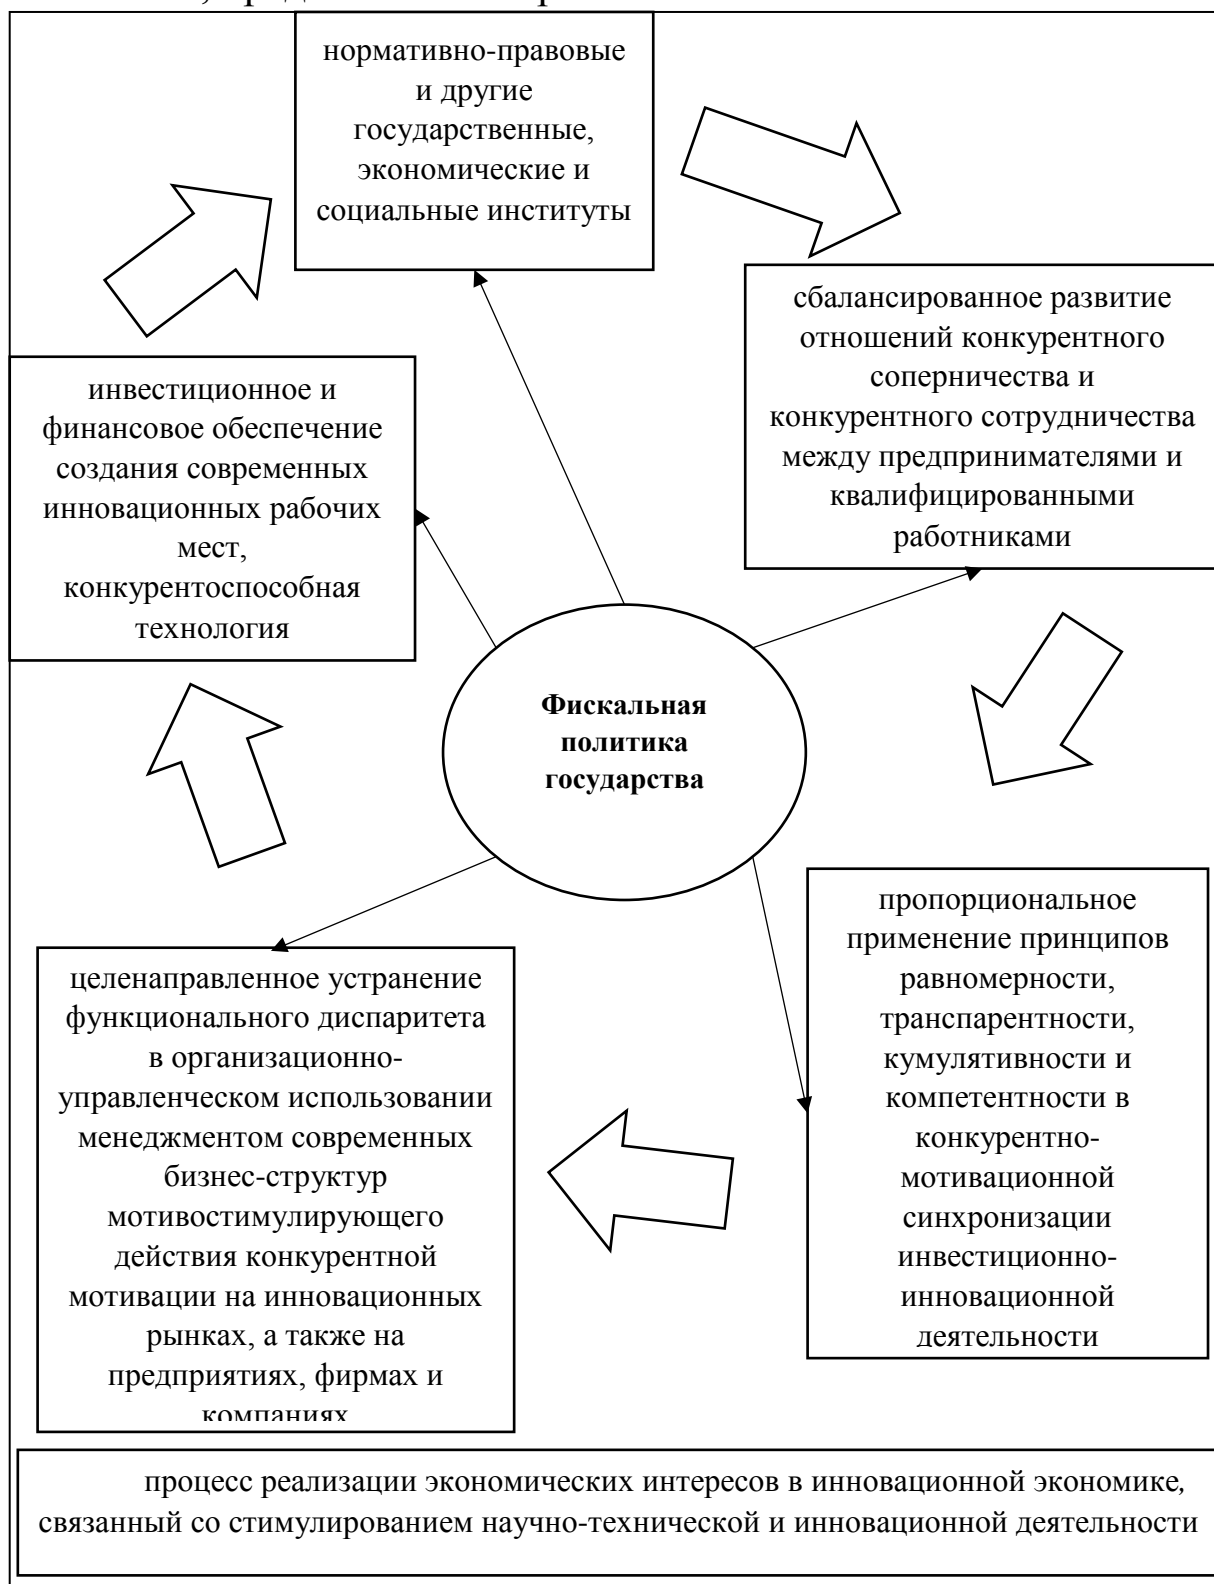 нормативно-правовые
и другие
государственные,
экономические и
социальные институты
сбалансированное развитие
отношений конкурентного
соперничества и
конкурентного сотрудничества
между предпринимателями и
квалифицированными
работниками
инвестиционное и
финансовое обеспечение
создания современных
инновационных рабочих
мест,
конкурентоспособная
технология
Фискальная
политика
государства
пропорциональное
применение принципов
равномерности,
транспарентности,
кумулятивности и
компетентности в
конкурентно-
мотивационной
синхронизации
инвестиционно-
инновационной
деятельности
целенаправленное устранение
функционального диспаритета
в организационно-
управленческом использовании
менеджментом современных
бизнес-структур
мотивостимулирующего
действия конкурентной
мотивации на инновационных
рынках, а также на
предприятиях, фирмах и
компаниях
процесс реализации экономических интересов в инновационной экономике,
связанный со стимулированием научно-технической и инновационной деятельности